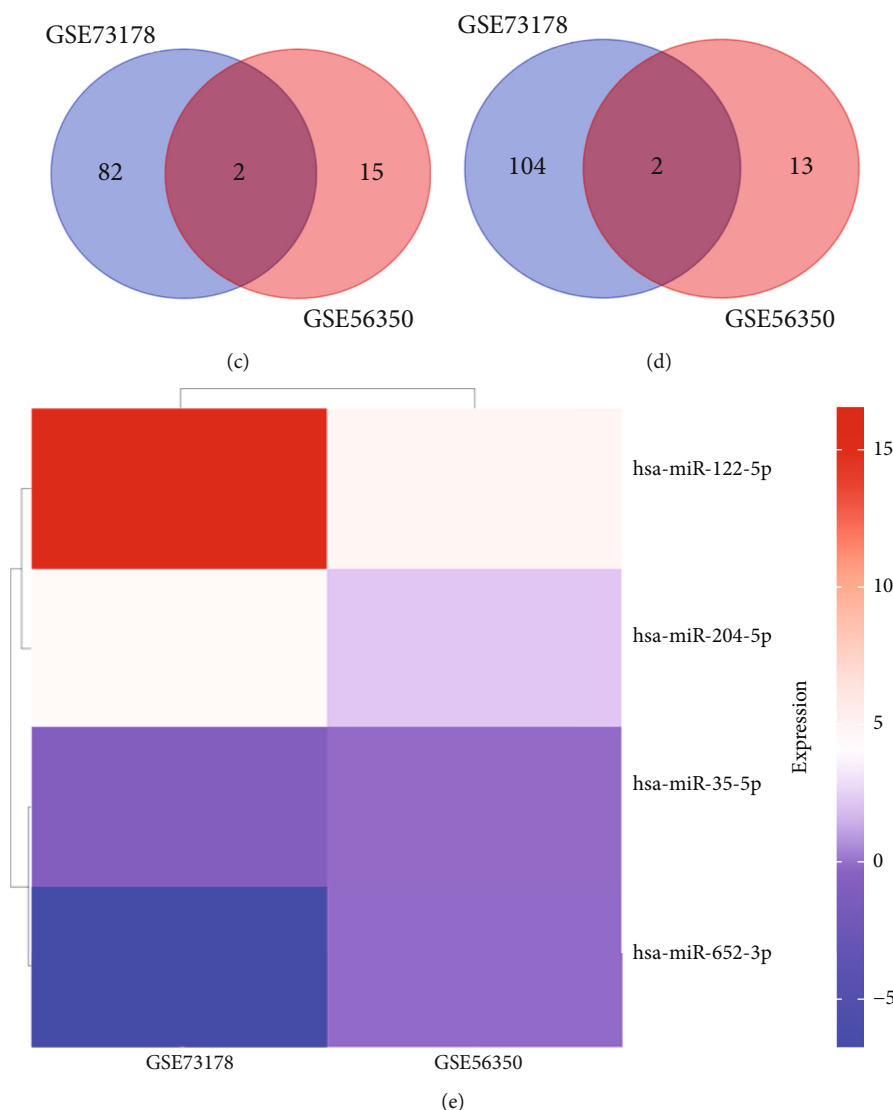 GSE73178
GSE73178
82
2
15
104
2
13
GSE56350
GSE56350
(c)
(d)
hsa-miR-122-5p
hsa-miR-204-5p
hsa-miR-35-5p
hsa-miR-652-3p
15
10
5
0
−5
Expression
GSE73178
GSE56350
(e)